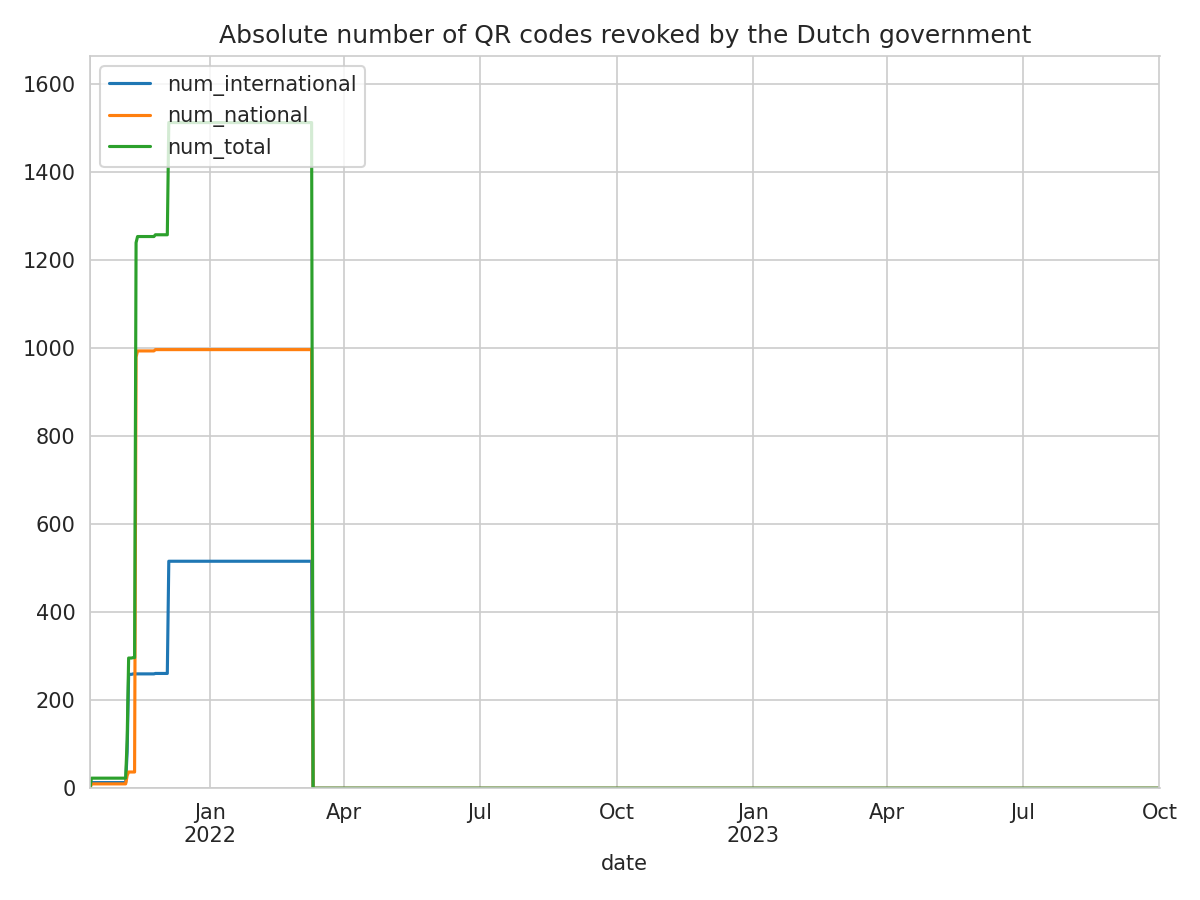 Absolute number of QR codes revoked by the Dutch government
num_international
num_national
num_total
1600
1400
1200
1000
800
600
400
200
0
Jan Apr Jul Oct Jan Apr Jul Oct
2022 2023
date